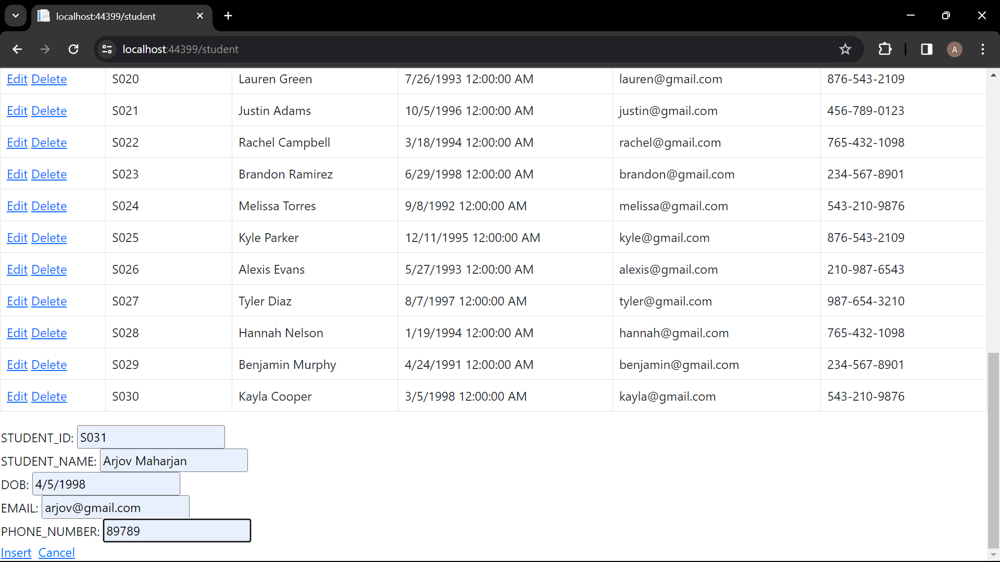 localhost:44399/student
localhost:44399/student
A
Edit Delete S020 Lauren Green 7/26/1993 12:00:00 AM lauren@gmail.com 876-543-2109
Edit Delete S021 Justin Adams 10/5/1996 12:00:00 AM justin@gmail.com 456-789-0123
Edit Delete S022 Rachel Campbell 3/18/1994 12:00:00 AM rachel@gmail.com 765-432-1098
Edit Delete S023 Brandon Ramirez 6/29/1998 12:00:00 AM brandon@gmail.com 234-567-8901
Edit Delete S024 Melissa Torres 9/8/1992 12:00:00 AM melissa@gmail.com 543-210-9876
Edit Delete S025 Kyle Parker 12/11/1995 12:00:00 AM kyle@gmail.com 876-543-2109
Edit Delete S026 Alexis Evans 5/27/1993 12:00:00 AM alexis@gmail.com 210-987-6543
Edit Delete S027 Tyler Diaz 8/7/1997 12:00:00 AM tyler@gmail.com 987-654-3210
Edit Delete S028 Hannah Nelson 1/19/1994 12:00:00 AM hannah@gmail.com 765-432-1098
Edit Delete S029 Benjamin Murphy 4/24/1991 12:00:00 AM benjamin@gmail.com 234-567-8901
Edit Delete S030 Kayla Cooper 3/5/1998 12:00:00 AM kayla@gmail.com 543-210-9876
STUDENT_ID: S031
STUDENT_NAME: Arjov Maharjan
DOB: 4/5/1998
EMAIL: arjov@gmail.com
PHONE_NUMBER: 89789
Insert Cancel